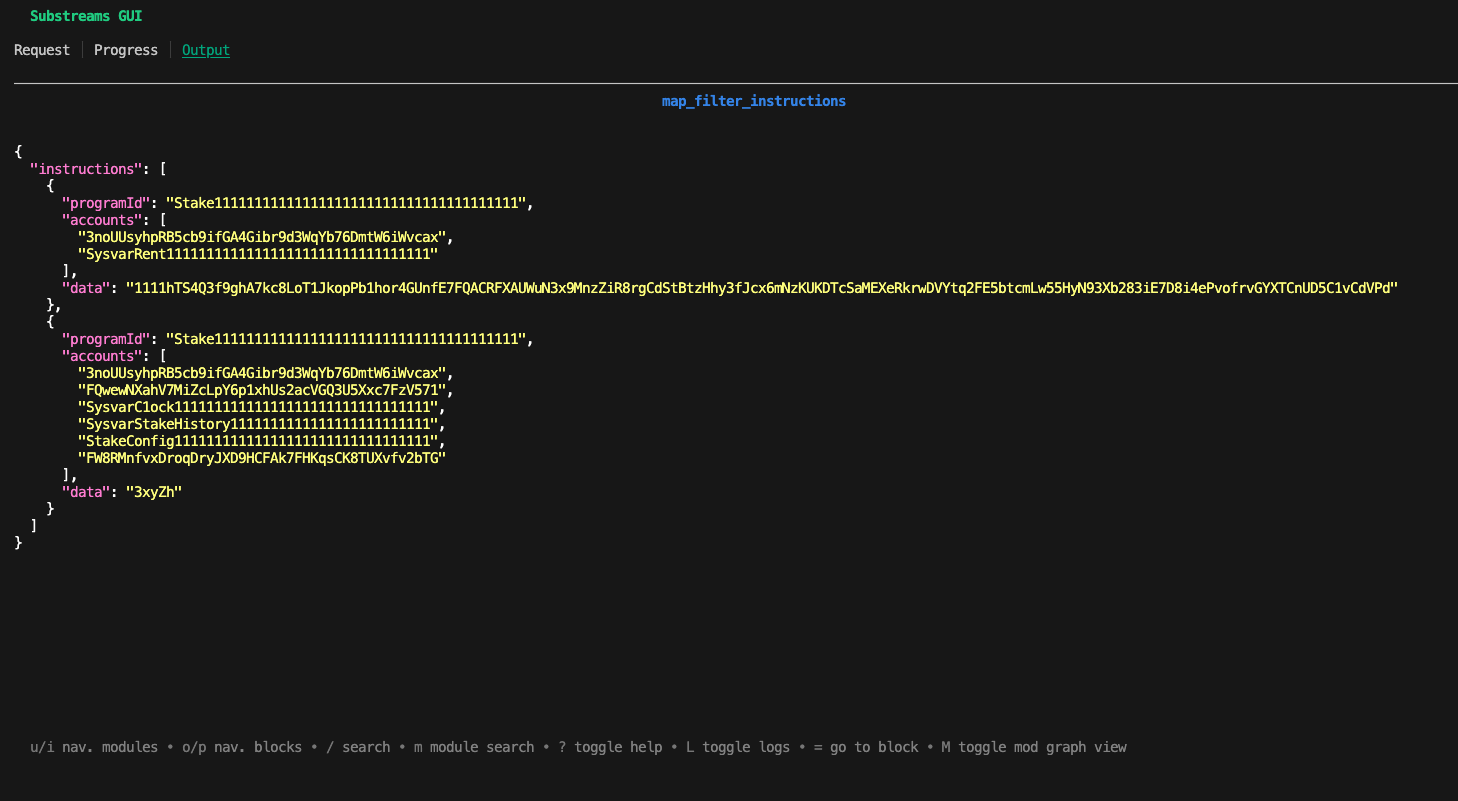 Substreams GUI
Request │ Progress │ Output
map_filter_instructions
{
  "instructions": [
    {
      "programId": "Stake11111111111111111111111111111111111111",
      "accounts": [
        "3noUUsyhpRB5cb9ifGA4Gibr9d3WqYb76DmtW6iWvcax",
        "SysvarRent111111111111111111111111111111111"
      ],
      "data": "1111hTS4Q3f9ghA7kc8LoT1JkopPb1hor4GUnfE7FQACRFXAUWuN3x9MnzZiR8rgCdStBtzHhy3fJcx6mNzKUKDTcSaMEXeRkrwDVYtq2FE5btcmLw55HyN93Xb283iE7D8i4ePvofrvGYXTCnUD5C1vCdVPd"
    },
    {
      "programId": "Stake11111111111111111111111111111111111111",
      "accounts": [
        "3noUUsyhpRB5cb9ifGA4Gibr9d3WqYb76DmtW6iWvcax",
        "FQwewNXahV7MiZcLpY6p1xhUs2acVGQ3U5Xxc7FzV571",
        "SysvarC1ock11111111111111111111111111111111",
        "SysvarStakeHistory1111111111111111111111111",
        "StakeConfig11111111111111111111111111111111",
        "FW8RMnfvxDroqDryJXD9HCFAk7FHKqsCK8TUXvfv2bTG"
      ],
      "data": "3xyZh"
    }
  ]
}
u/i nav. modules • o/p nav. blocks • / search • m module search • ? toggle help • L toggle logs • = go to block • M toggle mod graph view